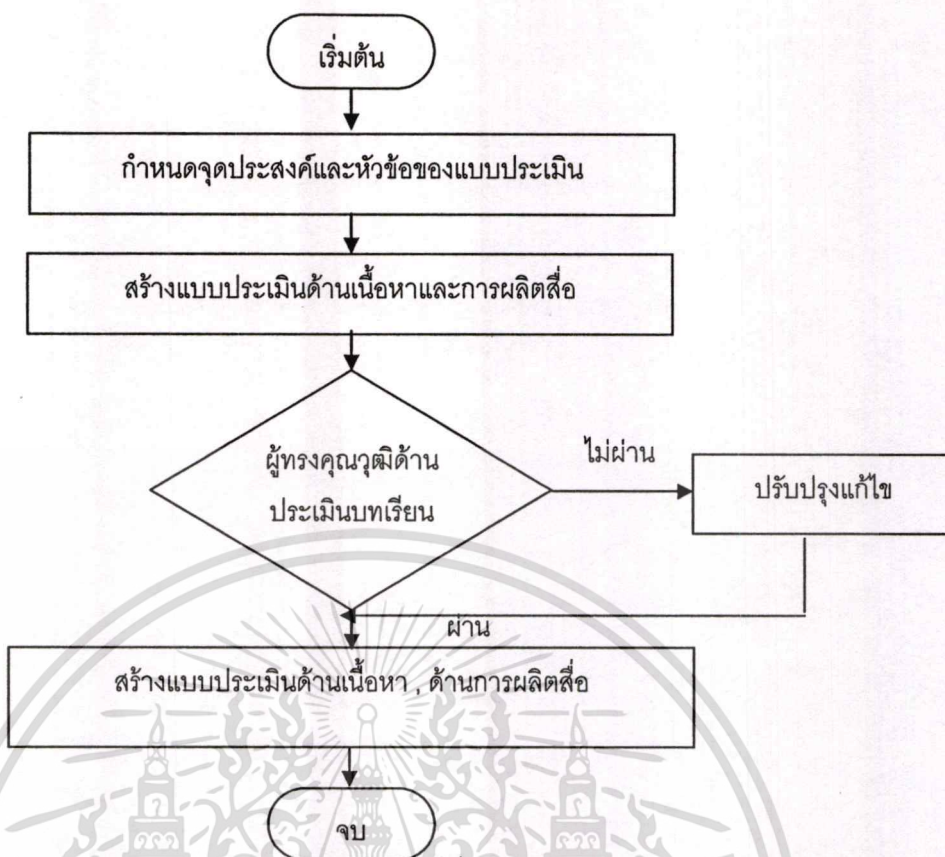 เริ่มต้น
กำหนดจุดประสงค์และหัวข้อของแบบประเมิน
สร้างแบบประเมินด้านเนื้อหาและการผลิตสื่อ
ผู้ทรงคุณวุฒิด้าน
ประเมินบทเรียน
ไม่ผ่าน
ปรับปรุงแก้ไข
ผ่าน
สร้างแบบประเมินด้านเนื้อหา , ด้านการผลิตสื่อ
จบ